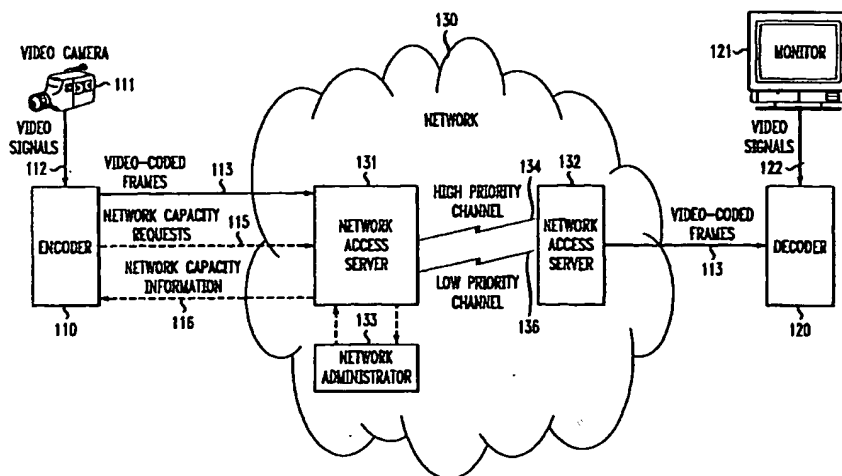 130
VIDEO CAMERA
111
121
MONITOR
VIDEO
SIGNALS
112
NETWORK
VIDEO
SIGNALS
122
VIDEO-CODED
FRAMES
113
131
HIGH PRIORITY
CHANNEL
134
132
VIDEO-CODED
FRAMES
113
ENCODER
110
NETWORK CAPACITY
REQUESTS
115
NETWORK CAPACITY
INFORMATION
116
NETWORK
ACCESS
SERVER
LOW PRIORITY
CHANNEL
136
NETWORK
ACCESS
SERVER
DECODER
120
133
NETWORK
ADMINISTRATOR